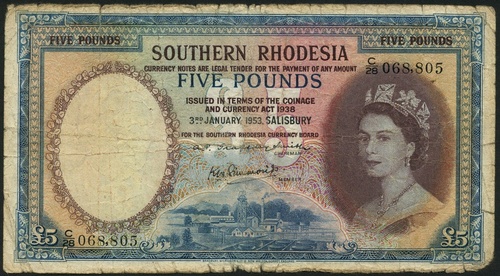 FIVE POUNDS
FIVE POUNDS
SOUTHERN RHODESIA
CURRENCY NOTES ARE LEGAL TENDER FOR THE PAYMENT OF ANY AMOUNT
C/28 068,805
FIVE POUNDS
ISSUED IN TERMS OF THE COINAGE
AND CURRENCY ACT 1938
3RD JANUARY 1953, SALISBURY
FOR THE SOUTHERN RHODESIA CURRENCY BOARD
CHAIRMAN
MEMBER
£5
C/28 068,805
£5